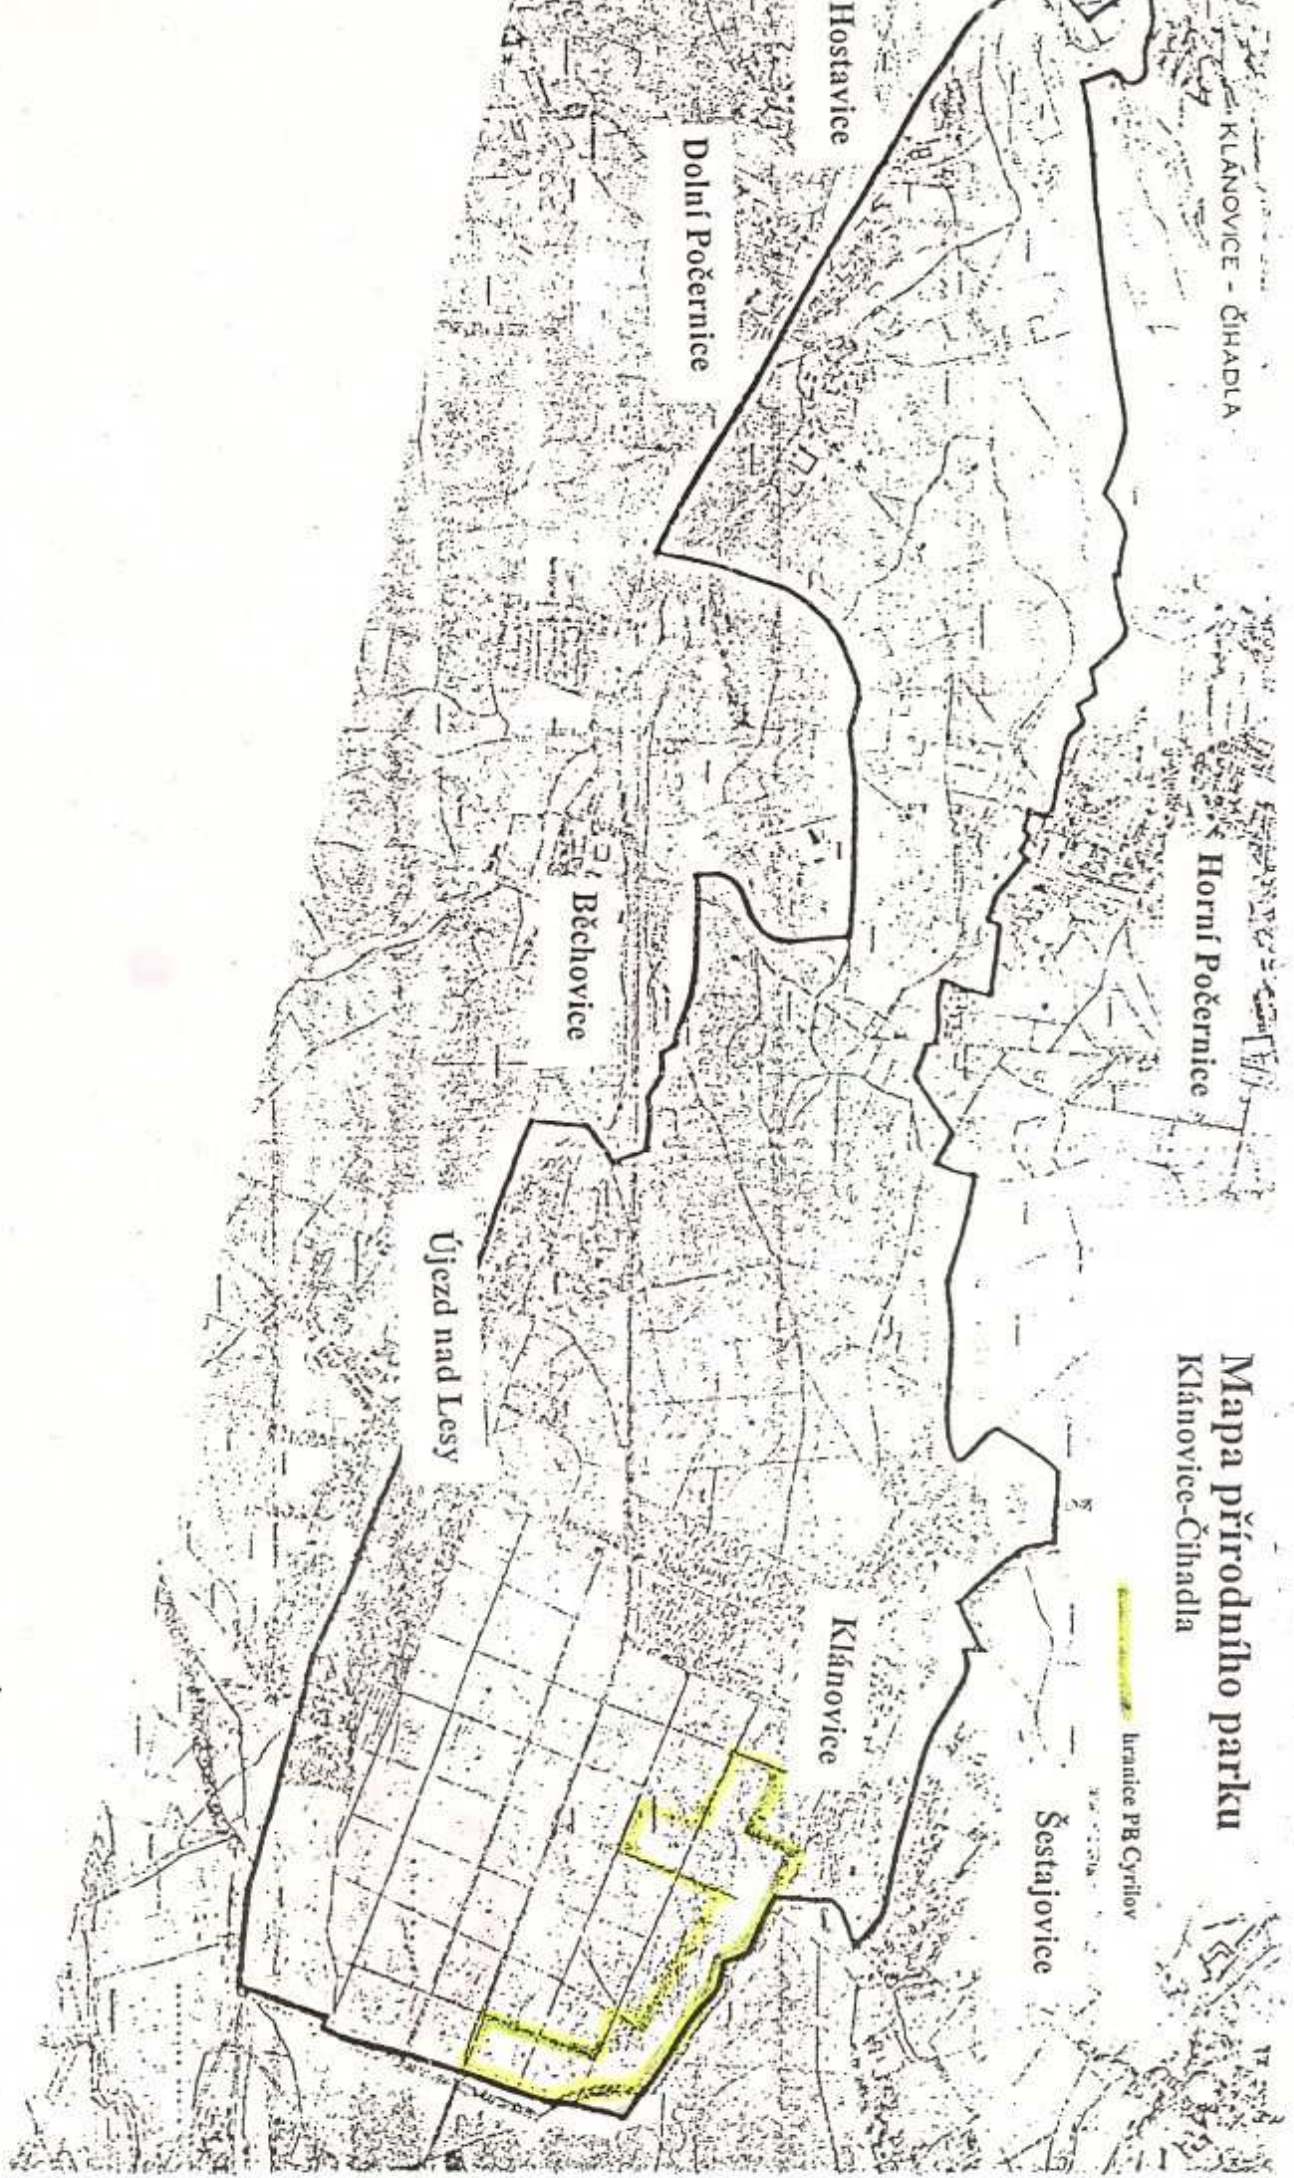 Mapa přírodního parku
Klánovice-Čihadla
hranice PR Cyrilov
KLÁNOVICE - ČIHADLA
Horní Počernice
Šestajovice
Hostavice
Klánovice
Dolní Počernice
Běchovice
Újezd nad Lesy